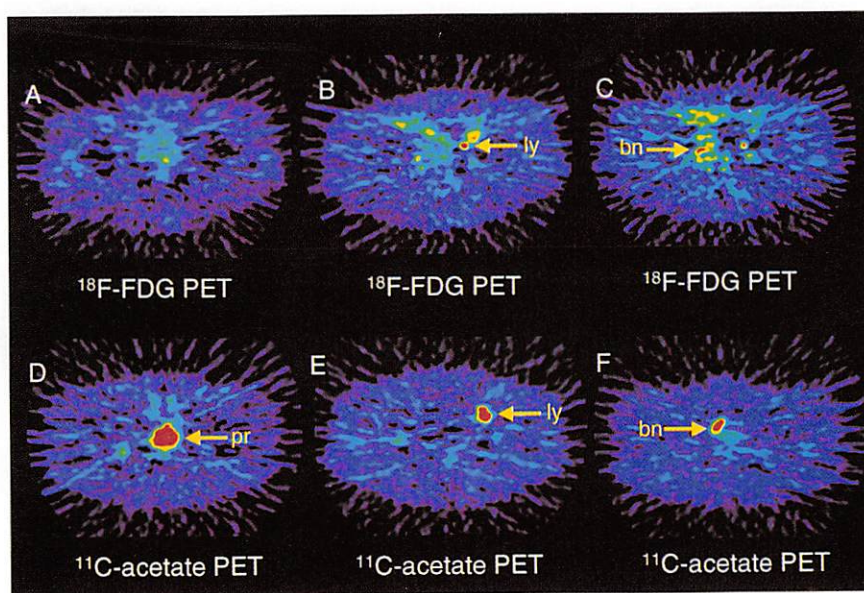 A
B
C
ly
bn
¹⁸F-FDG PET
¹⁸F-FDG PET
¹⁸F-FDG PET
D
E
F
pr
ly
bn
¹¹C-acetate PET
¹¹C-acetate PET
¹¹C-acetate PET